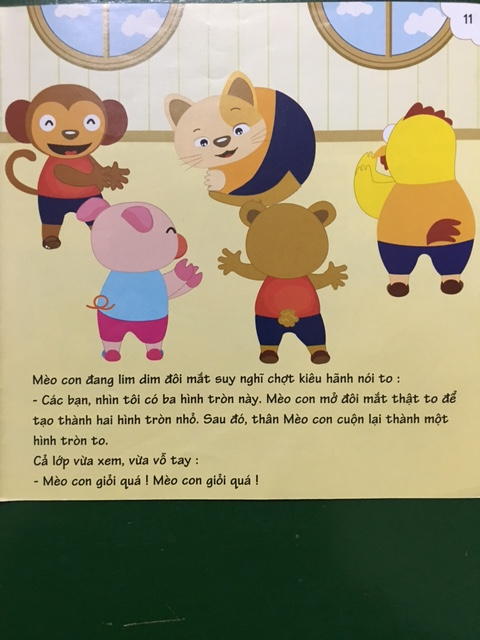 11
Mèo con đang lim dim đôi mắt suy nghĩ chợt kiêu hãnh nói to :
- Các bạn, nhìn tôi có ba hình tròn này. Mèo con mở đôi mắt thật to để
tạo thành hai hình tròn nhỏ. Sau đó, thân Mèo con cuộn lại thành một
hình tròn to.
Cả lớp vừa xem, vừa vỗ tay :
- Mèo con giỏi quá ! Mèo con giỏi quá !